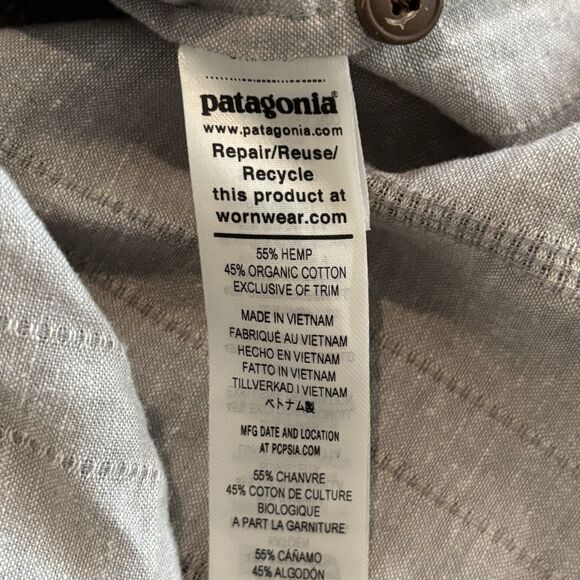 patagonia®
www.patagonia.com
Repair/Reuse/
Recycle
this product at
wornwear.com
55% HEMP
45% ORGANIC COTTON
EXCLUSIVE OF TRIM
MADE IN VIETNAM
FABRIQUÉ AU VIETNAM
HECHO EN VIETNAM
FATTO IN VIETNAM
TILLVERKAD I VIETNAM
ベトナム製
MFG DATE AND LOCATION
AT PCPSIA.COM
55% CHANVRE
45% COTON DE CULTURE
BIOLOGIQUE
A PART LA GARNITURE
55% CÁÑAMO
45% ALGODÓN